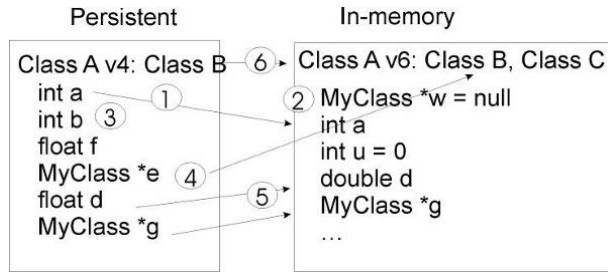 Persistent
In-memory
Class A v4: Class B
6
Class A v6: Class B, Class C
int a
1
2
MyClass *w = null
int b
3
int a
float f
int u = 0
MyClass *e
4
double d
float d
5
MyClass *g
MyClass *g
...